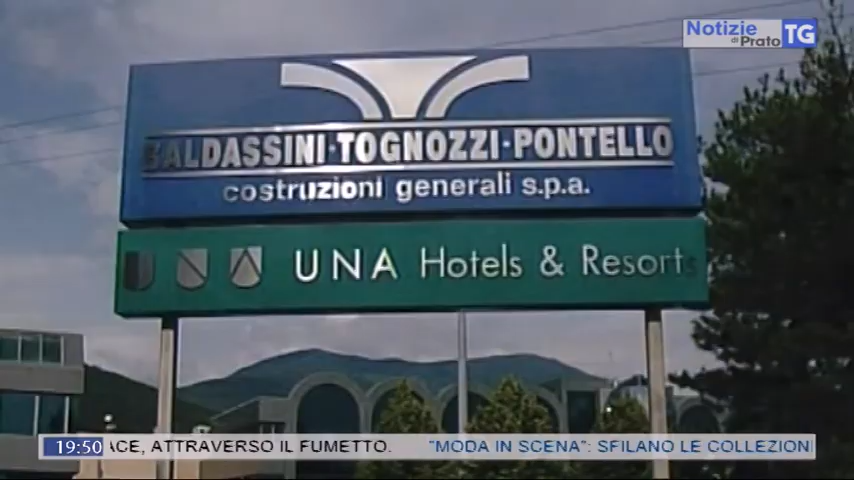 Notizie
di Prato
TG
BALDASSINI·TOGNOZZI·PONTELLO
costruzioni generali s.p.a.
UNA
UNA Hotels & Resorts
19:50
ACE, ATTRAVERSO IL FUMETTO. "MODA IN SCENA": SFILANO LE COLLEZIONI